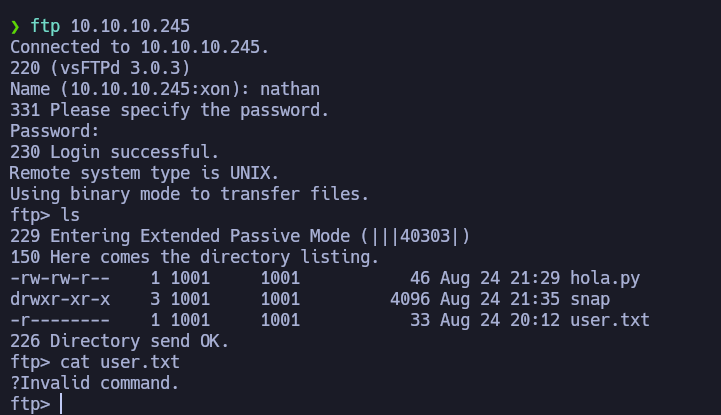 ❯ ftp 10.10.10.245
Connected to 10.10.10.245.
220 (vsFTPd 3.0.3)
Name (10.10.10.245:xon): nathan
331 Please specify the password.
Password:
230 Login successful.
Remote system type is UNIX.
Using binary mode to transfer files.
ftp> ls
229 Entering Extended Passive Mode (|||40303|)
150 Here comes the directory listing.
-rw-rw-r--    1 1001     1001           46 Aug 24 21:29 hola.py
drwxr-xr-x    3 1001     1001         4096 Aug 24 21:35 snap
-r--------    1 1001     1001           33 Aug 24 20:12 user.txt
226 Directory send OK.
ftp> cat user.txt
?Invalid command.
ftp>